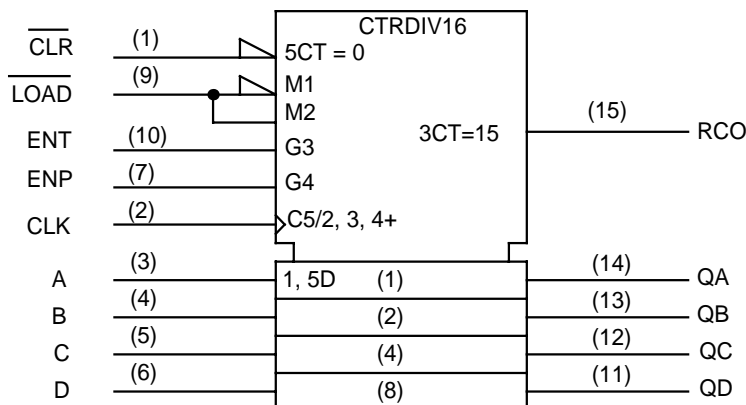 CTRDIV16
CLR (1) 5CT = 0
LOAD (9) M1
M2
ENT (10) G3 3CT=15 (15) RCO
ENP (7) G4
CLK (2) C5/2, 3, 4+
A (3) 1, 5D (1) (14) QA
B (4) (2) (13) QB
C (5) (4) (12) QC
D (6) (8) (11) QD